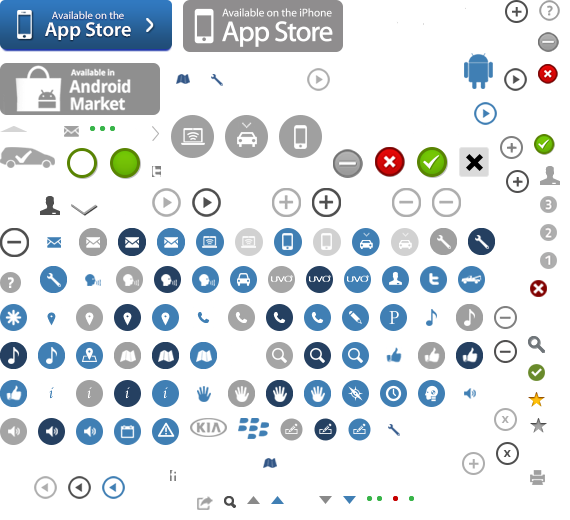 Available on the
App Store
Available on the iPhone
App Store
Available in
Android
Market
?
3
2
1
UVO
UVO
UVO
?
P
i
i
i
i
KIA
x
x